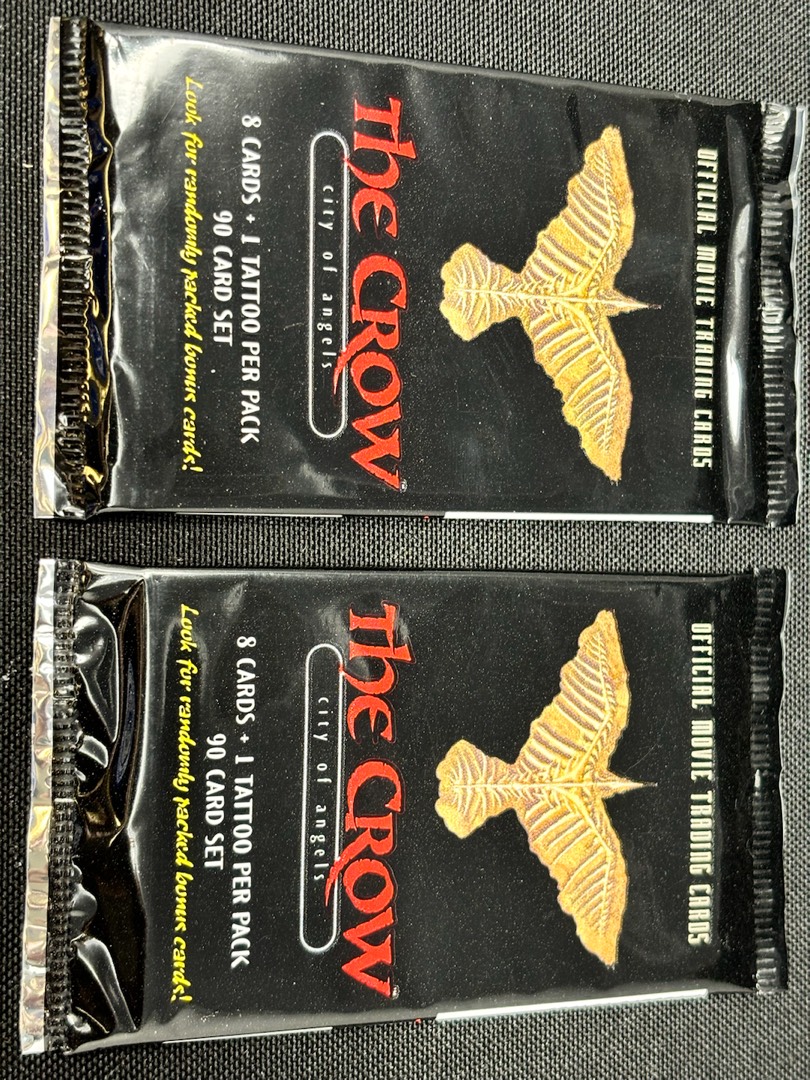 OFFICIAL MOVIE TRADING CARDS
The CROW™
city of angels
8 CARDS + 1 TATTOO PER PACK
90 CARD SET
Look for randomly packed bonus cards!
OFFICIAL MOVIE TRADING CARDS
The CROW™
city of angels
8 CARDS + 1 TATTOO PER PACK
90 CARD SET
Look for randomly packed bonus cards!